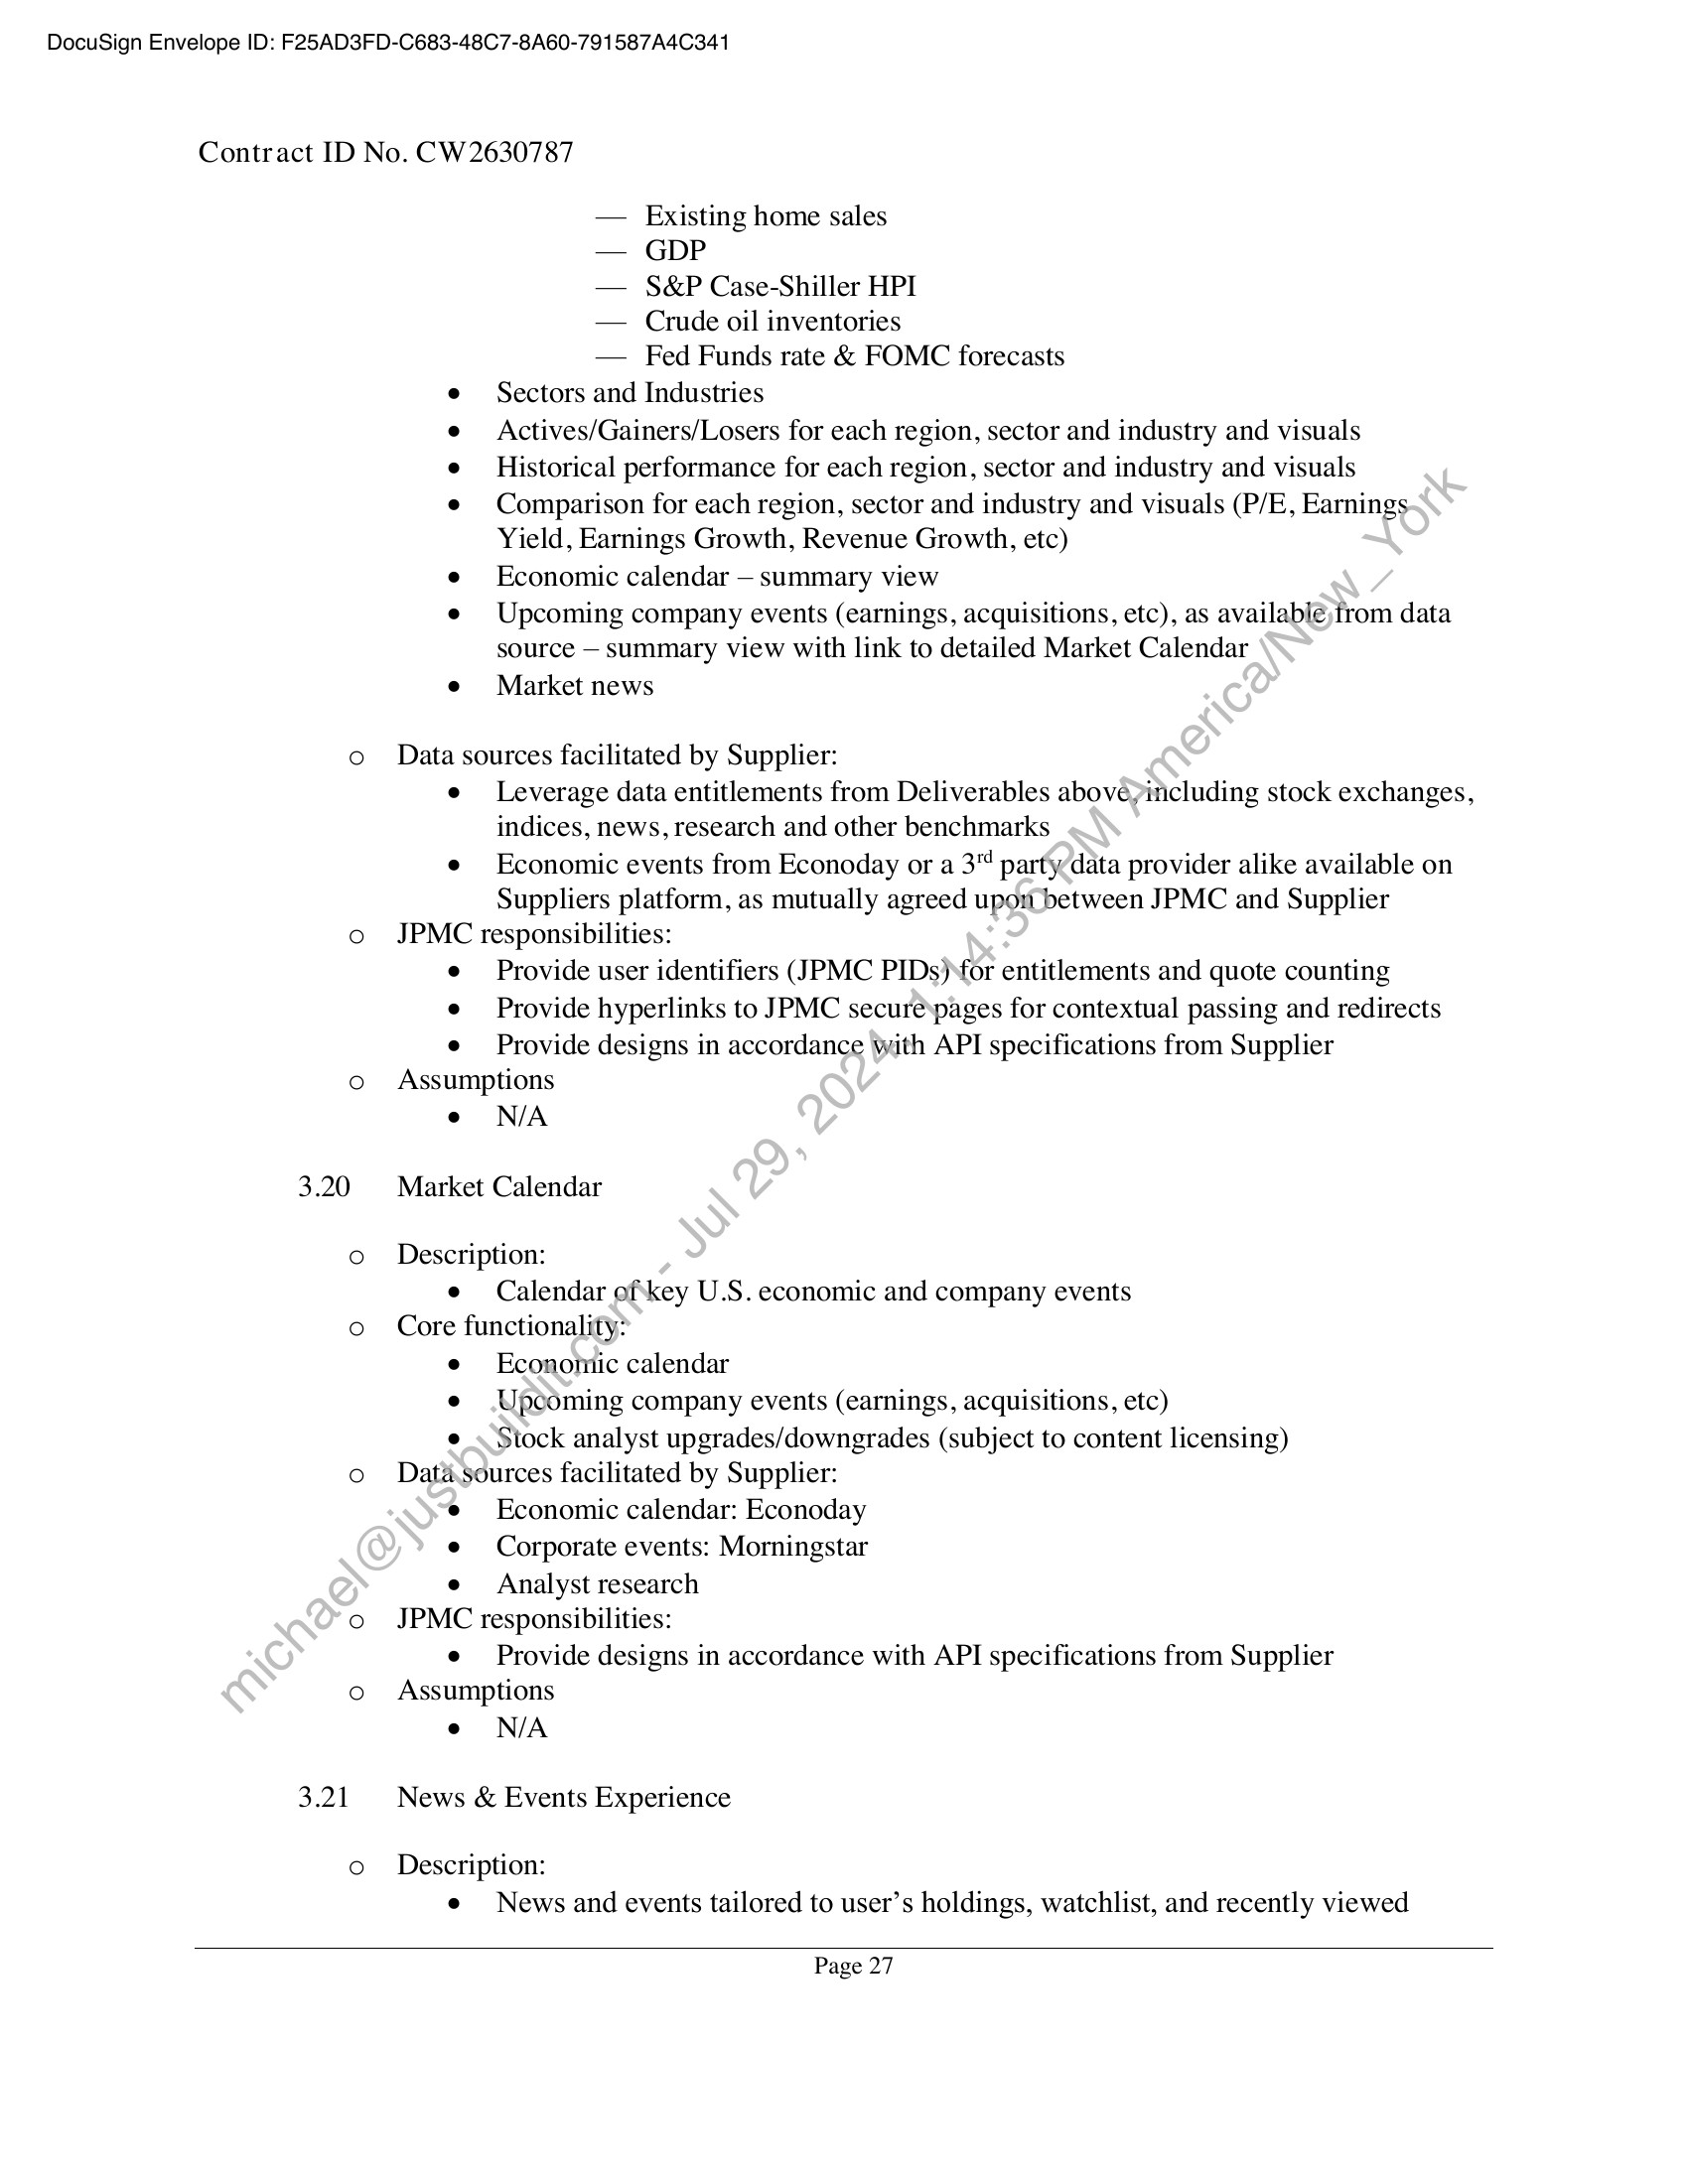 DocuSign Envelope ID: F25AD3FD-C683-48C7-8A60-791587A4C341
Contract ID No. CW2630787
— Existing home sales
— GDP
— S&P Case-Shiller HPI
— Crude oil inventories
— Fed Funds rate & FOMC forecasts
• Sectors and Industries
• Actives/Gainers/Losers for each region, sector and industry and visuals
• Historical performance for each region, sector and industry and visuals
• Comparison for each region, sector and industry and visuals (P/E, Earnings
Yield, Earnings Growth, Revenue Growth, etc)
• Economic calendar – summary view
• Upcoming company events (earnings, acquisitions, etc), as available from data
source – summary view with link to detailed Market Calendar
• Market news
o Data sources facilitated by Supplier:
• Leverage data entitlements from Deliverables above, including stock exchanges,
indices, news, research and other benchmarks
• Economic events from Econoday or a 3rd party data provider alike available on
Suppliers platform, as mutually agreed upon between JPMC and Supplier
o JPMC responsibilities:
• Provide user identifiers (JPMC PIDs) for entitlements and quote counting
• Provide hyperlinks to JPMC secure pages for contextual passing and redirects
• Provide designs in accordance with API specifications from Supplier
o Assumptions
• N/A
3.20 Market Calendar
o Description:
• Calendar of key U.S. economic and company events
o Core functionality:
• Economic calendar
• Upcoming company events (earnings, acquisitions, etc)
• Stock analyst upgrades/downgrades (subject to content licensing)
o Data sources facilitated by Supplier:
• Economic calendar: Econoday
• Corporate events: Morningstar
• Analyst research
o JPMC responsibilities:
• Provide designs in accordance with API specifications from Supplier
o Assumptions
• N/A
3.21 News & Events Experience
o Description:
• News and events tailored to user’s holdings, watchlist, and recently viewed
Page 27
michael@justbuildit.com - Jul 29, 2024, 1:14:36 PM America/New_York